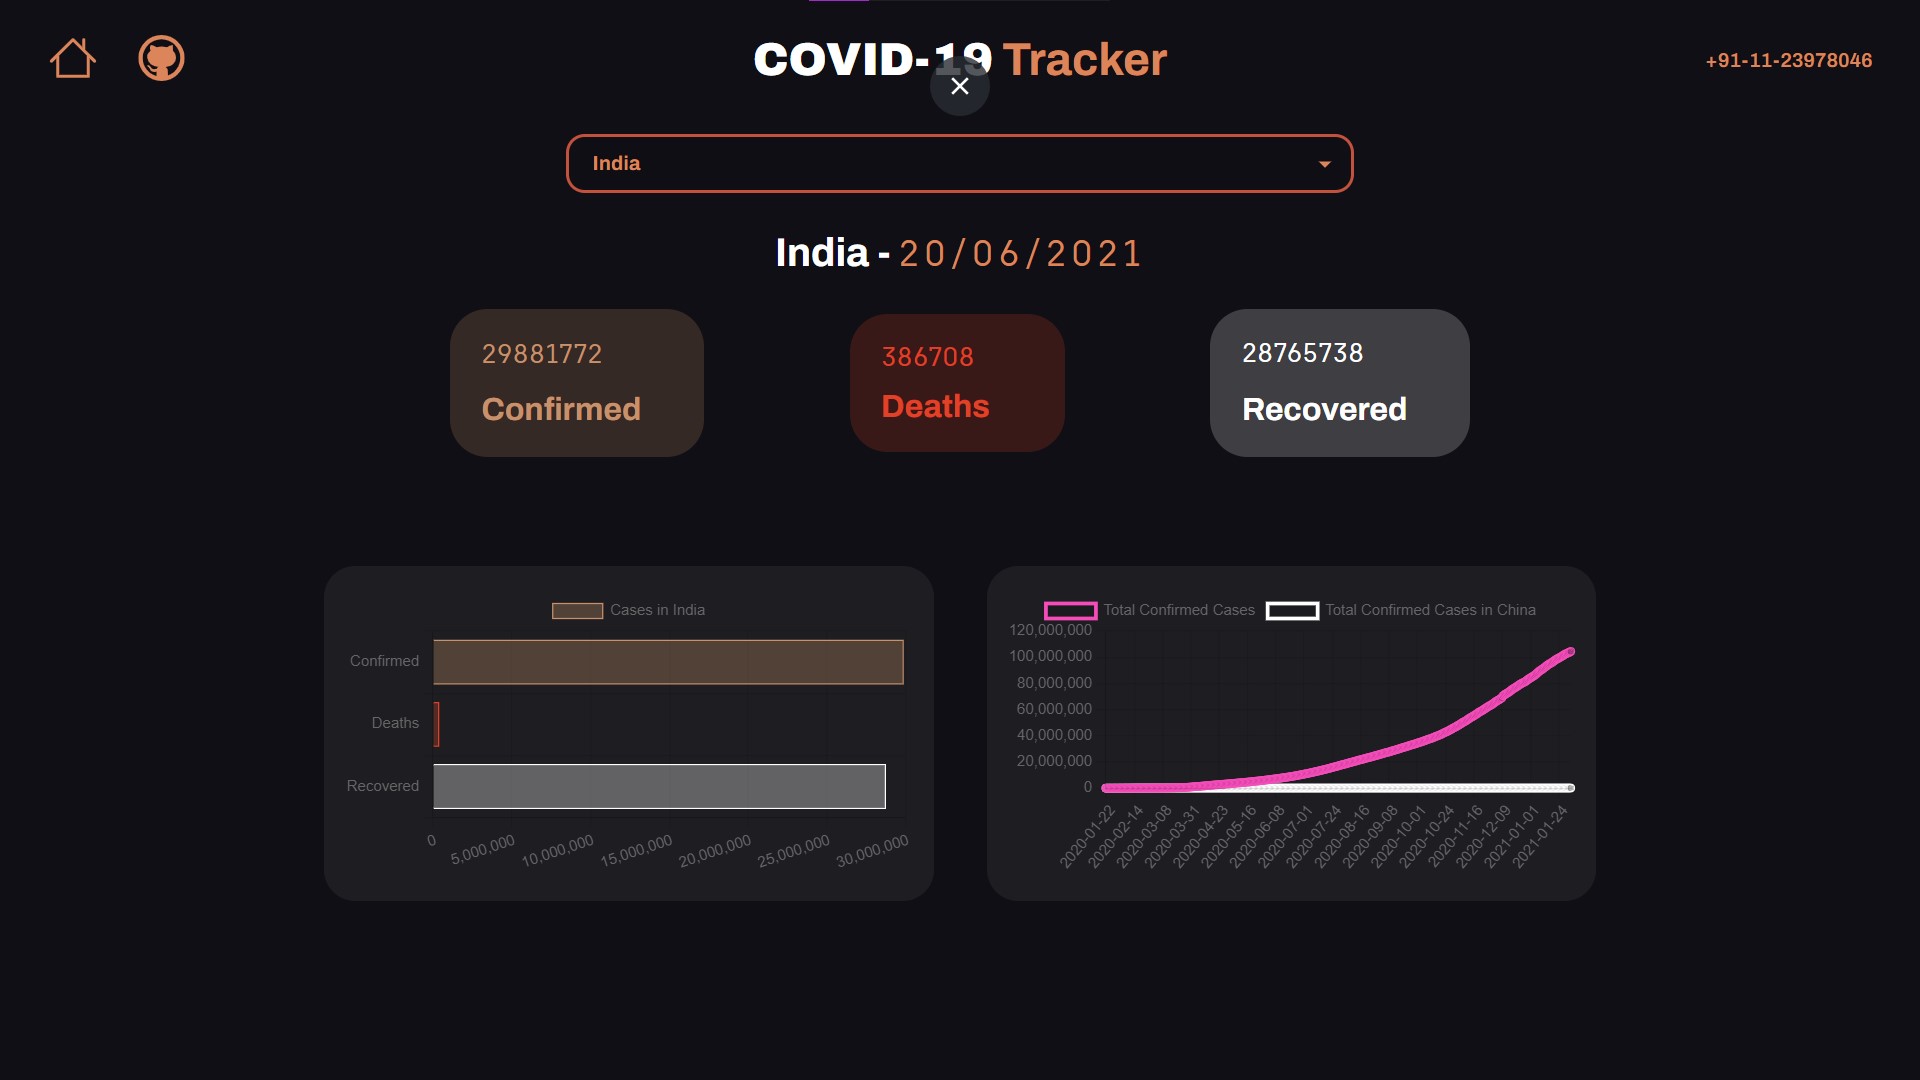 COVID-19 Tracker
+91-11-23978046
India
India - 20/06/2021
29881772
Confirmed
386708
Deaths
28765738
Recovered
Cases in India
Confirmed
Deaths
Recovered
0
5,000,000
10,000,000
15,000,000
20,000,000
25,000,000
30,000,000
Total Confirmed Cases
Total Confirmed Cases in China
120,000,000
100,000,000
80,000,000
60,000,000
40,000,000
20,000,000
0
2020-01-22
2020-02-14
2020-03-08
2020-03-31
2020-04-23
2020-05-16
2020-06-08
2020-07-01
2020-07-24
2020-08-16
2020-09-08
2020-10-01
2020-10-24
2020-11-16
2020-12-09
2021-01-01
2021-01-24